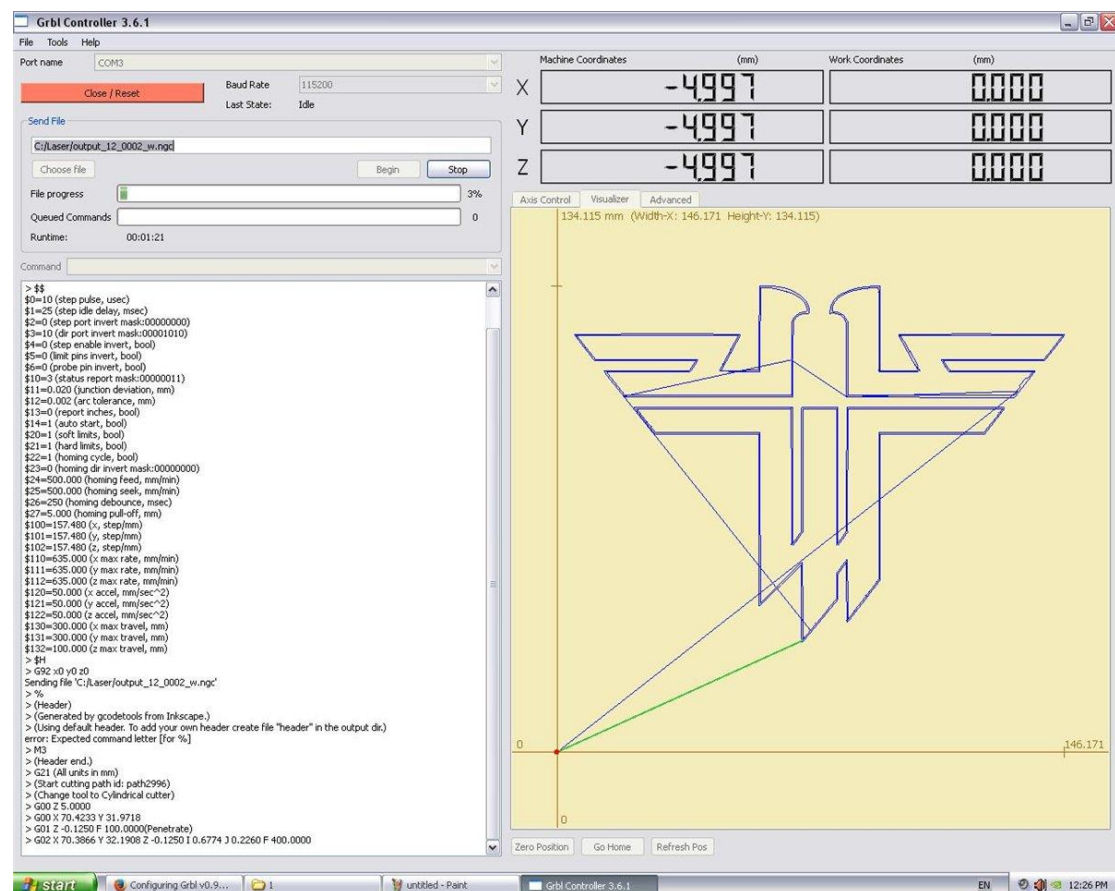 Grbl Controller 3.6.1
File Tools Help
Port name COM3
Close / Reset
Baud Rate 115200
Last State: Idle
Send File
C:/Laser/output_12_0002_w.ngc
Choose file Begin Stop
File progress 3%
Queued Commands 0
Runtime: 00:01:21
Command
> $$
$0=10 (step pulse, usec)
$1=25 (step idle delay, msec)
$2=0 (step port invert mask:00000000)
$3=10 (dir port invert mask:00001010)
$4=0 (step enable invert, bool)
$5=0 (limit pins invert, bool)
$6=0 (probe pin invert, bool)
$10=3 (status report mask:00000011)
$11=0.020 (junction deviation, mm)
$12=0.002 (arc tolerance, mm)
$13=0 (report inches, bool)
$14=1 (auto start, bool)
$20=1 (soft limits, bool)
$21=1 (hard limits, bool)
$22=1 (homing cycle, bool)
$23=0 (homing dir invert mask:00000000)
$24=500.000 (homing feed, mm/min)
$25=500.000 (homing seek, mm/min)
$26=250 (homing debounce, msec)
$27=5.000 (homing pull-off, mm)
$100=157.480 (x, step/mm)
$101=157.480 (y, step/mm)
$102=157.480 (z, step/mm)
$110=635.000 (x max rate, mm/min)
$111=635.000 (y max rate, mm/min)
$112=635.000 (z max rate, mm/min)
$120=50.000 (x accel, mm/sec^2)
$121=50.000 (y accel, mm/sec^2)
$122=50.000 (z accel, mm/sec^2)
$130=300.000 (x max travel, mm)
$131=300.000 (y max travel, mm)
$132=100.000 (z max travel, mm)
> $H
> G92 x0 y0 z0
Sending file 'C:/Laser/output_12_0002_w.ngc'
> %
> (Header)
> (Generated by gcodetools from Inkscape.)
> (Using default header. To add your own header create file "header" in the output dir.)
error: Expected command letter [for %]
> M3
> (Header end.)
> G21 (All units in mm)
> (Start cutting path id: path2996)
> (Change tool to Cylindrical cutter)
> G00 Z 5.0000
> G00 X 70.4233 Y 31.9718
> G01 Z -0.1250 F 100.0000(Penetrate)
> G02 X 70.3866 Y 32.1908 Z -0.1250 I 0.6774 J 0.2260 F 400.0000
Machine Coordinates (mm) Work Coordinates (mm)
X -4.997 0.000
Y -4.997 0.000
Z -4.997 0.000
Axis Control Visualizer Advanced
134.115 mm (Width-X: 146.171 Height-Y: 134.115)
0 146.171
0
Zero Position Go Home Refresh Pos
start Configuring Grbl v0.9... 1 untitled - Paint Grbl Controller 3.6.1 EN 12:26 PM